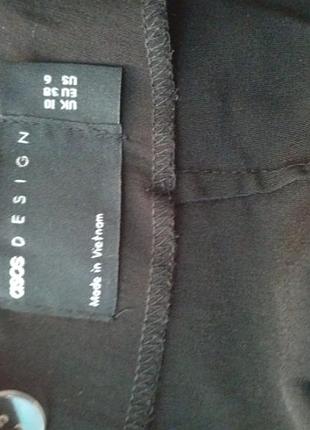 asos DESIGN
Made in Vietnam
UK 10
EU 38
US 6